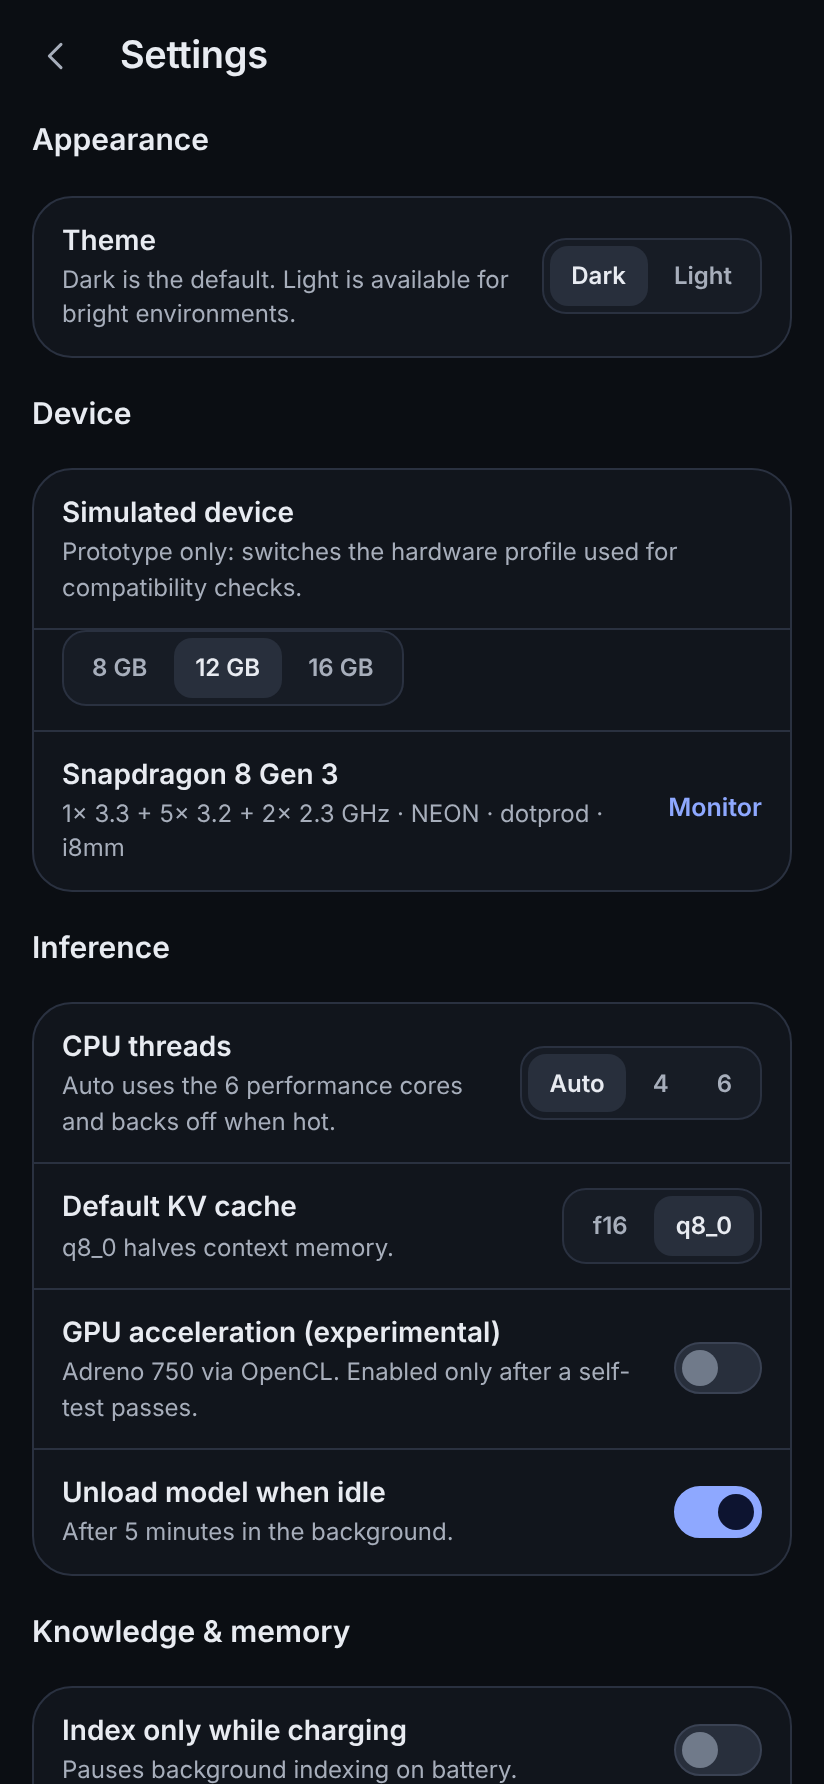 Settings
Appearance
Theme
Dark is the default. Light is available for
bright environments.
Dark Light
Device
Simulated device
Prototype only: switches the hardware profile used for
compatibility checks.
8 GB 12 GB 16 GB
Snapdragon 8 Gen 3
1× 3.3 + 5× 3.2 + 2× 2.3 GHz · NEON · dotprod ·
i8mm
Monitor
Inference
CPU threads
Auto uses the 6 performance cores
and backs off when hot.
Auto 4 6
Default KV cache
q8_0 halves context memory.
f16 q8_0
GPU acceleration (experimental)
Adreno 750 via OpenCL. Enabled only after a self-
test passes.
Unload model when idle
After 5 minutes in the background.
Knowledge & memory
Index only while charging
Pauses background indexing on battery.